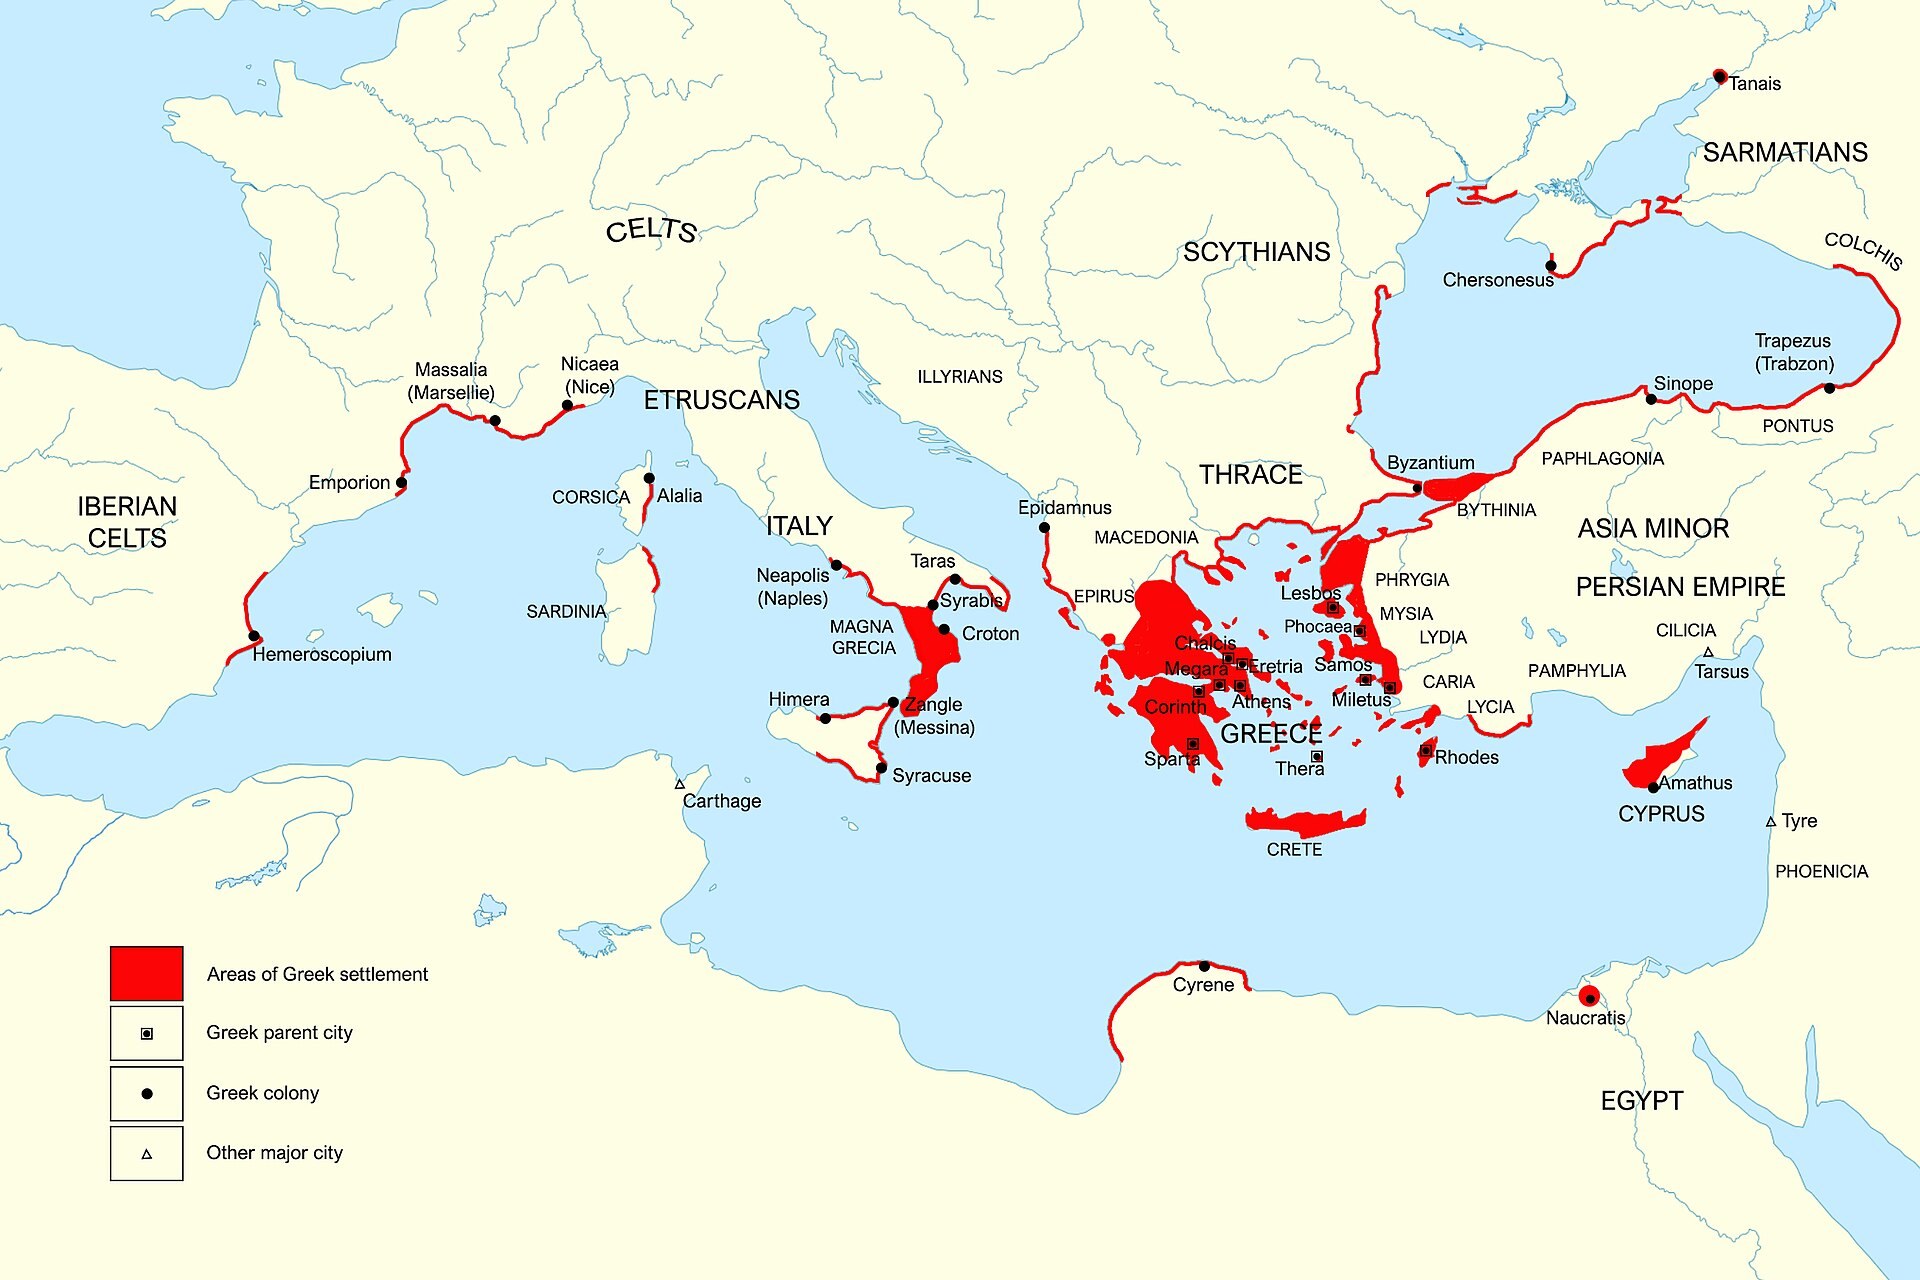 Tanais
SARMATIANS
CELTS
SCYTHIANS
COLCHIS
Chersonesus
Trapezus
(Trabzon)
Massalia
(Marsellie)
Nicaea
(Nice)
ILLYRIANS
ETRUSCANS
Sinope
PONTUS
Emporion
CORSICA
Alalia
THRACE
Byzantium
PAPHLAGONIA
IBERIAN
CELTS
ITALY
Epidamnus
BYTHINIA
MACEDONIA
ASIA MINOR
Taras
Neapolis
(Naples)
PHRYGIA
PERSIAN EMPIRE
Lesbos
EPIRUS
Syrabis
SARDINIA
MYSIA
MAGNA
GRECIA
Croton
Phocaea
LYDIA
CILICIA
Hemeroscopium
Chalcis
Megara
Eretria
Samos
PAMPHYLIA
Tarsus
CARIA
Himera
Zangle
(Messina)
Corinth
Athens
Miletus
LYCIA
GREECE
Sparta
Thera
Rhodes
Syracuse
Carthage
Amathus
CYPRUS
Tyre
CRETE
PHOENICIA
Cyrene
Naucratis
EGYPT
Areas of Greek settlement
Greek parent city
Greek colony
Other major city